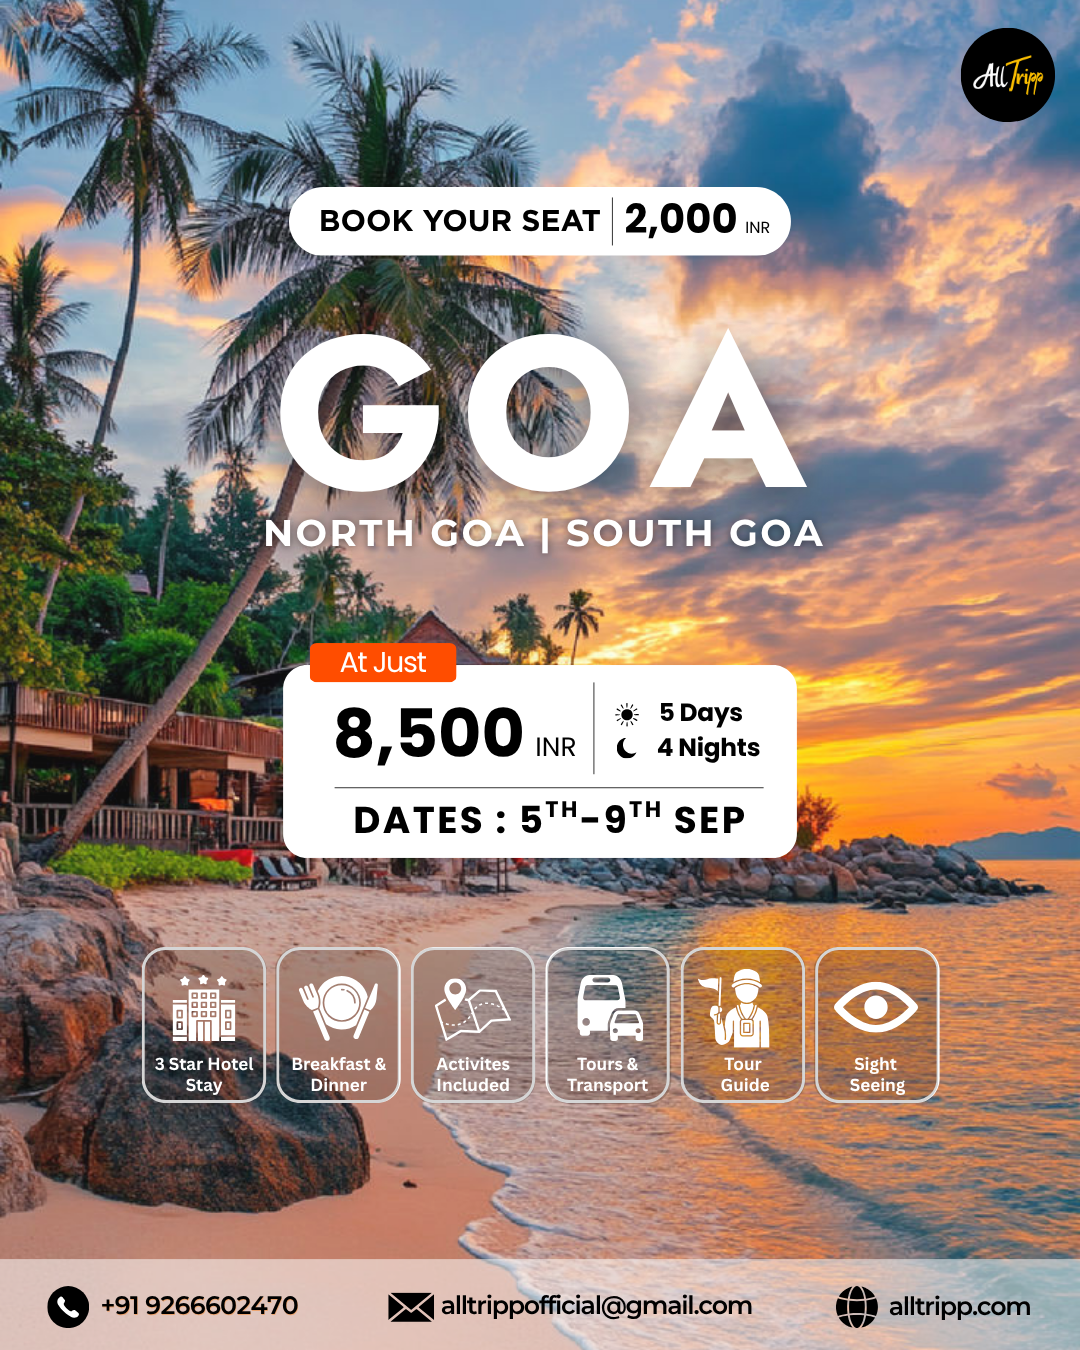 All Tripp
BOOK YOUR SEAT | 2,000 INR
GOA
NORTH GOA | SOUTH GOA
At Just
8,500 INR
5 Days
4 Nights
DATES : 5TH-9TH SEP
3 Star Hotel
Stay
Breakfast &
Dinner
Activites
Included
Tours &
Transport
Tour
Guide
Sight
Seeing
+91 9266602470
alltrippofficial@gmail.com
alltripp.com